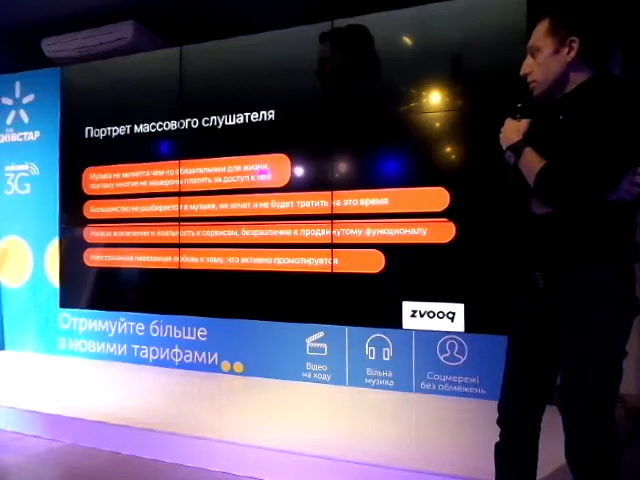 КИЇВСТАР
3G
Портрет массового слушателя
Музыка не является чем-то обязательным для жизни,
поэтому многие не намерены платить за доступ к ней
Большинство не разбирается в музыке, не хочет и не будет тратить на это время
Низкое вовлечение и лояльность к сервисам, безразличие к продвинутому функционалу
Неосознанная навязанная любовь к тому, что активно промотируется
zvooq
Отримуйте більше
з новими тарифами
Відео
на ходу
Вільна
музика
Соцмережі
без обмежень